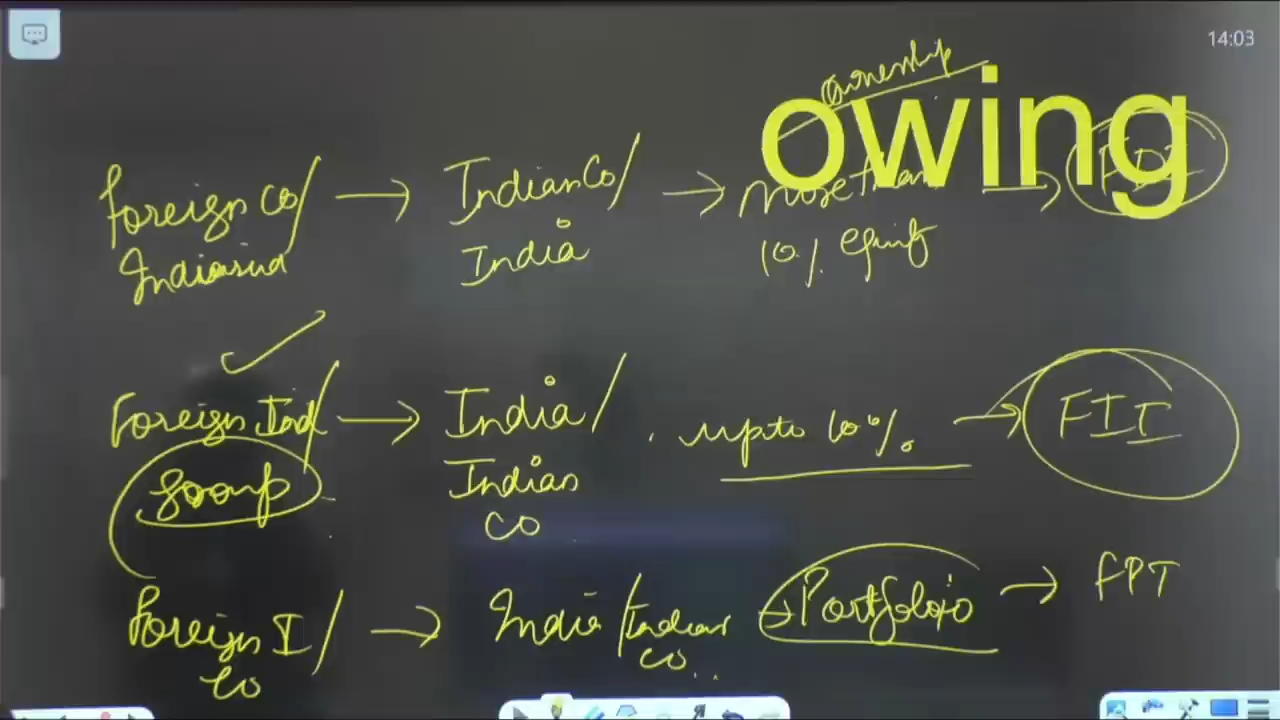 14:03
ownership
owing
Foreign Co/ → Indian Co/ → more than → FDI
India 10% equity
Foreign Ind/ → India/ upto 10% → FII
Group Indian
CO
Foreign I/ → India/Indian → Portfolio → FPI
Co co